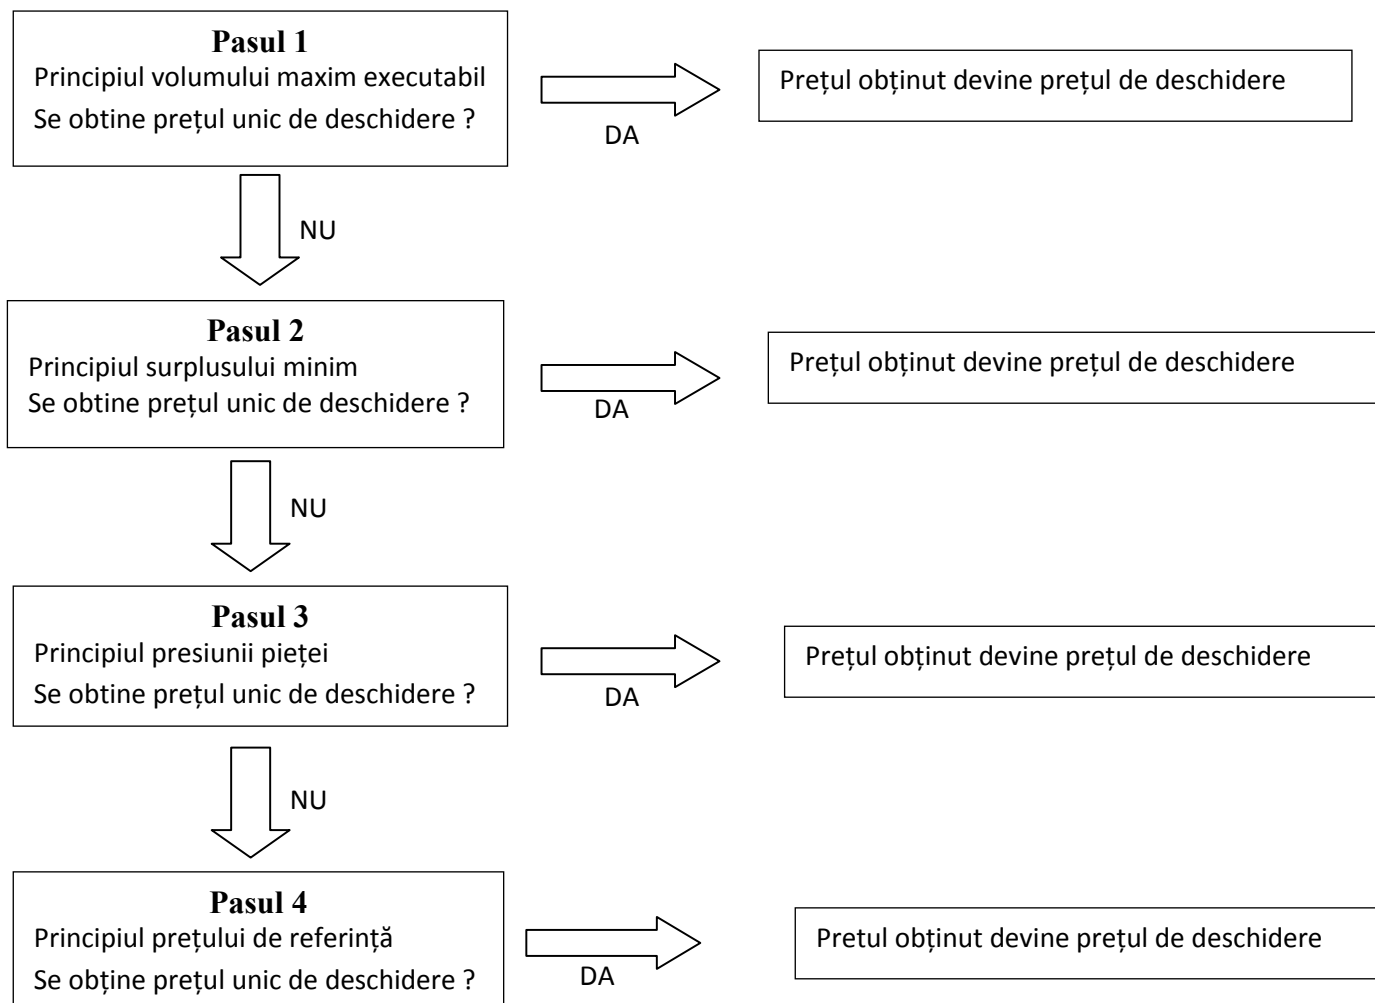 Pasul 1
Principiul volumului maxim executabil
Se obtine prețul unic de deschidere ?
DA
Prețul obținut devine prețul de deschidere
NU
Pasul 2
Principiul surplusului minim
Se obtine prețul unic de deschidere ?
DA
Prețul obținut devine prețul de deschidere
NU
Pasul 3
Principiul presiunii pieței
Se obtine prețul unic de deschidere ?
DA
Prețul obținut devine prețul de deschidere
NU
Pasul 4
Principiul prețului de referință
Se obține prețul unic de deschidere ?
DA
Pretul obținut devine prețul de deschidere